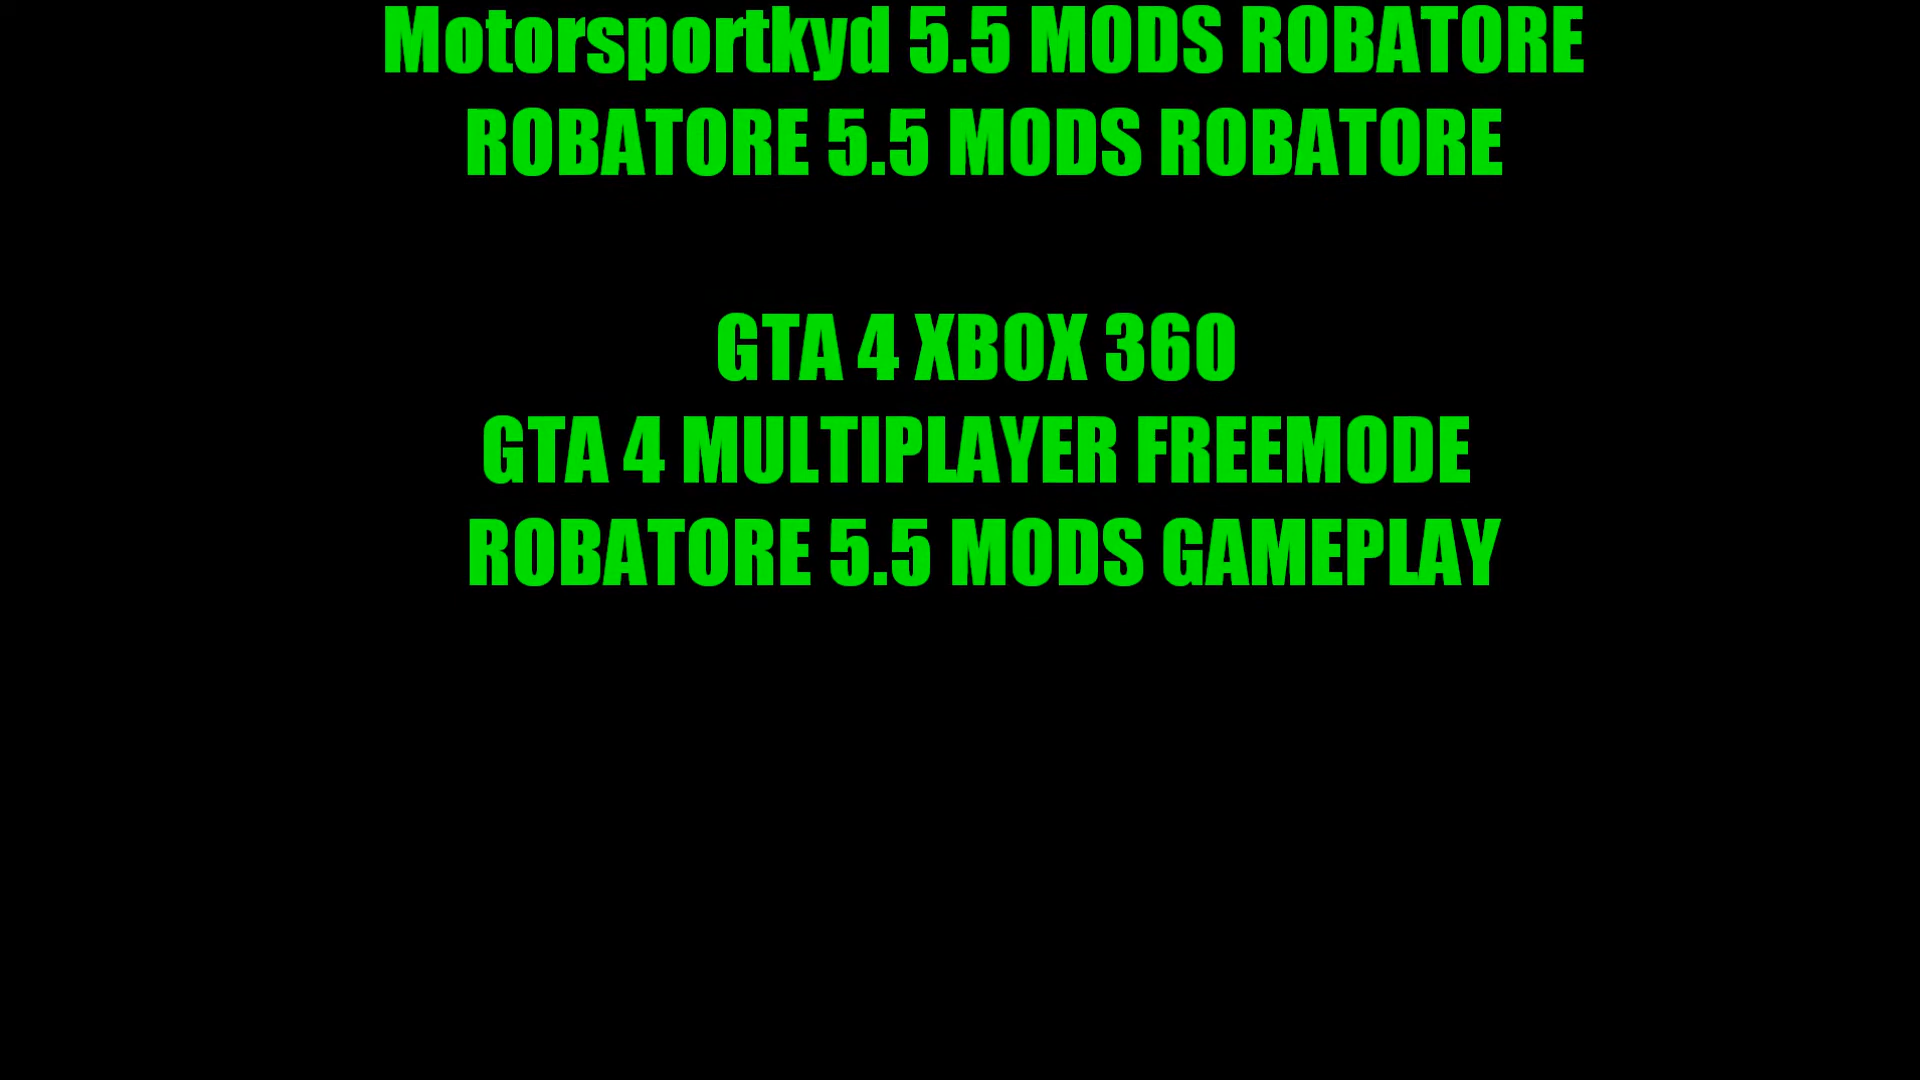 Motorsportkyd 5.5 MODS ROBATORE
ROBATORE 5.5 MODS ROBATORE
GTA 4 XBOX 360
GTA 4 MULTIPLAYER FREEMODE
ROBATORE 5.5 MODS GAMEPLAY